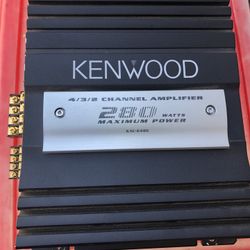 KENWOOD
4/3/2 CHANNEL AMPLIFIER
280 WATTS
MAXIMUM POWER